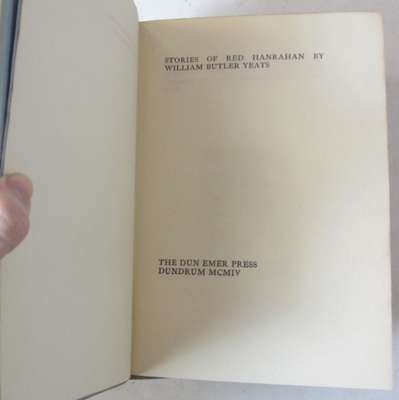 STORIES OF RED HANRAHAN BY
WILLIAM BUTLER YEATS
THE DUN EMER PRESS
DUNDRUM MCMIV